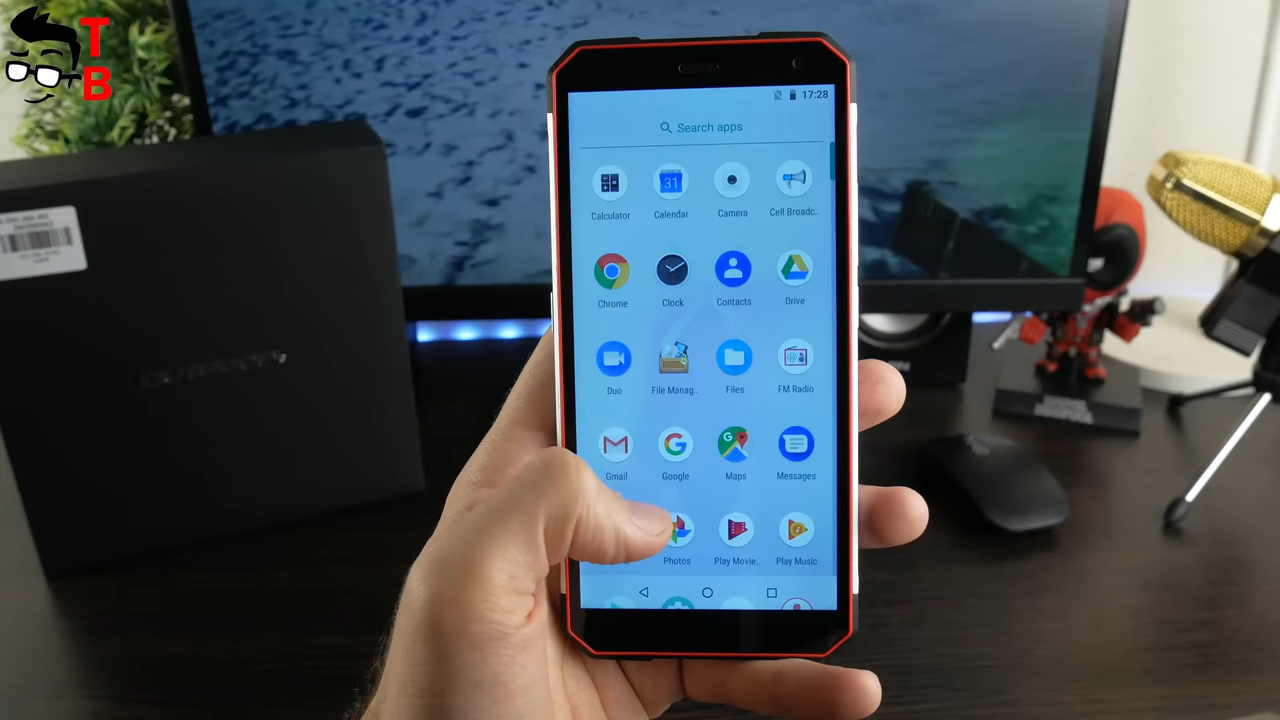 T
B
17:28
Search apps
31
Calculator Calendar Camera Cell Broadc..
Chrome Clock Contacts Drive
Duo File Manag.. Files FM Radio
Gmail Google Maps Messages
Photos Play Movie.. Play Music